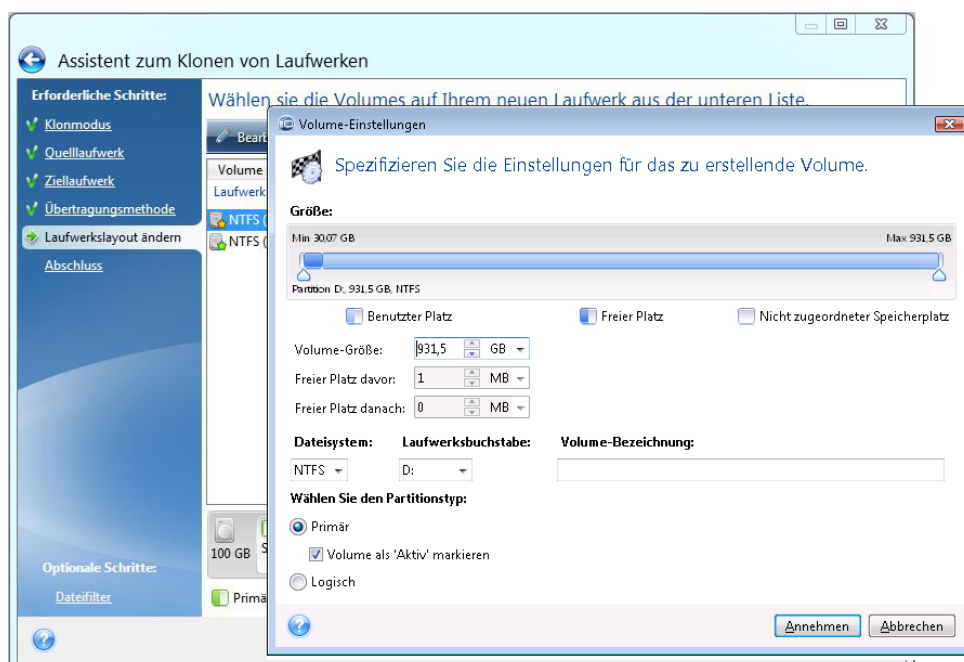 Assistent zum Klonen von Laufwerken
Erforderliche Schritte:
Klonmodus
Quelllaufwerk
Ziellaufwerk
Übertragungsmethode
Laufwerkslayout ändern
Abschluss
Optionale Schritte:
Dateifilter
Wählen sie die Volumes auf Ihrem neuen Laufwerk aus der unteren Liste.
Volume
Laufwerk
NTFS (
NTFS (
100 GB S
Volume-Einstellungen
Spezifizieren Sie die Einstellungen für das zu erstellende Volume.
Größe:
Min 30,07 GB Max 931,5 GB
Partition D:, 931,5 GB, NTFS
Benutzter Platz Freier Platz Nicht zugeordneter Speicherplatz
Volume-Größe: 931,5 GB
Freier Platz davor: 1 MB
Freier Platz danach: 0 MB
Dateisystem: Laufwerksbuchstabe: Volume-Bezeichnung:
NTFS D:
Wählen Sie den Partitionstyp:
Primär
Volume als 'Aktiv' markieren
Logisch
Annehmen Abbrechen